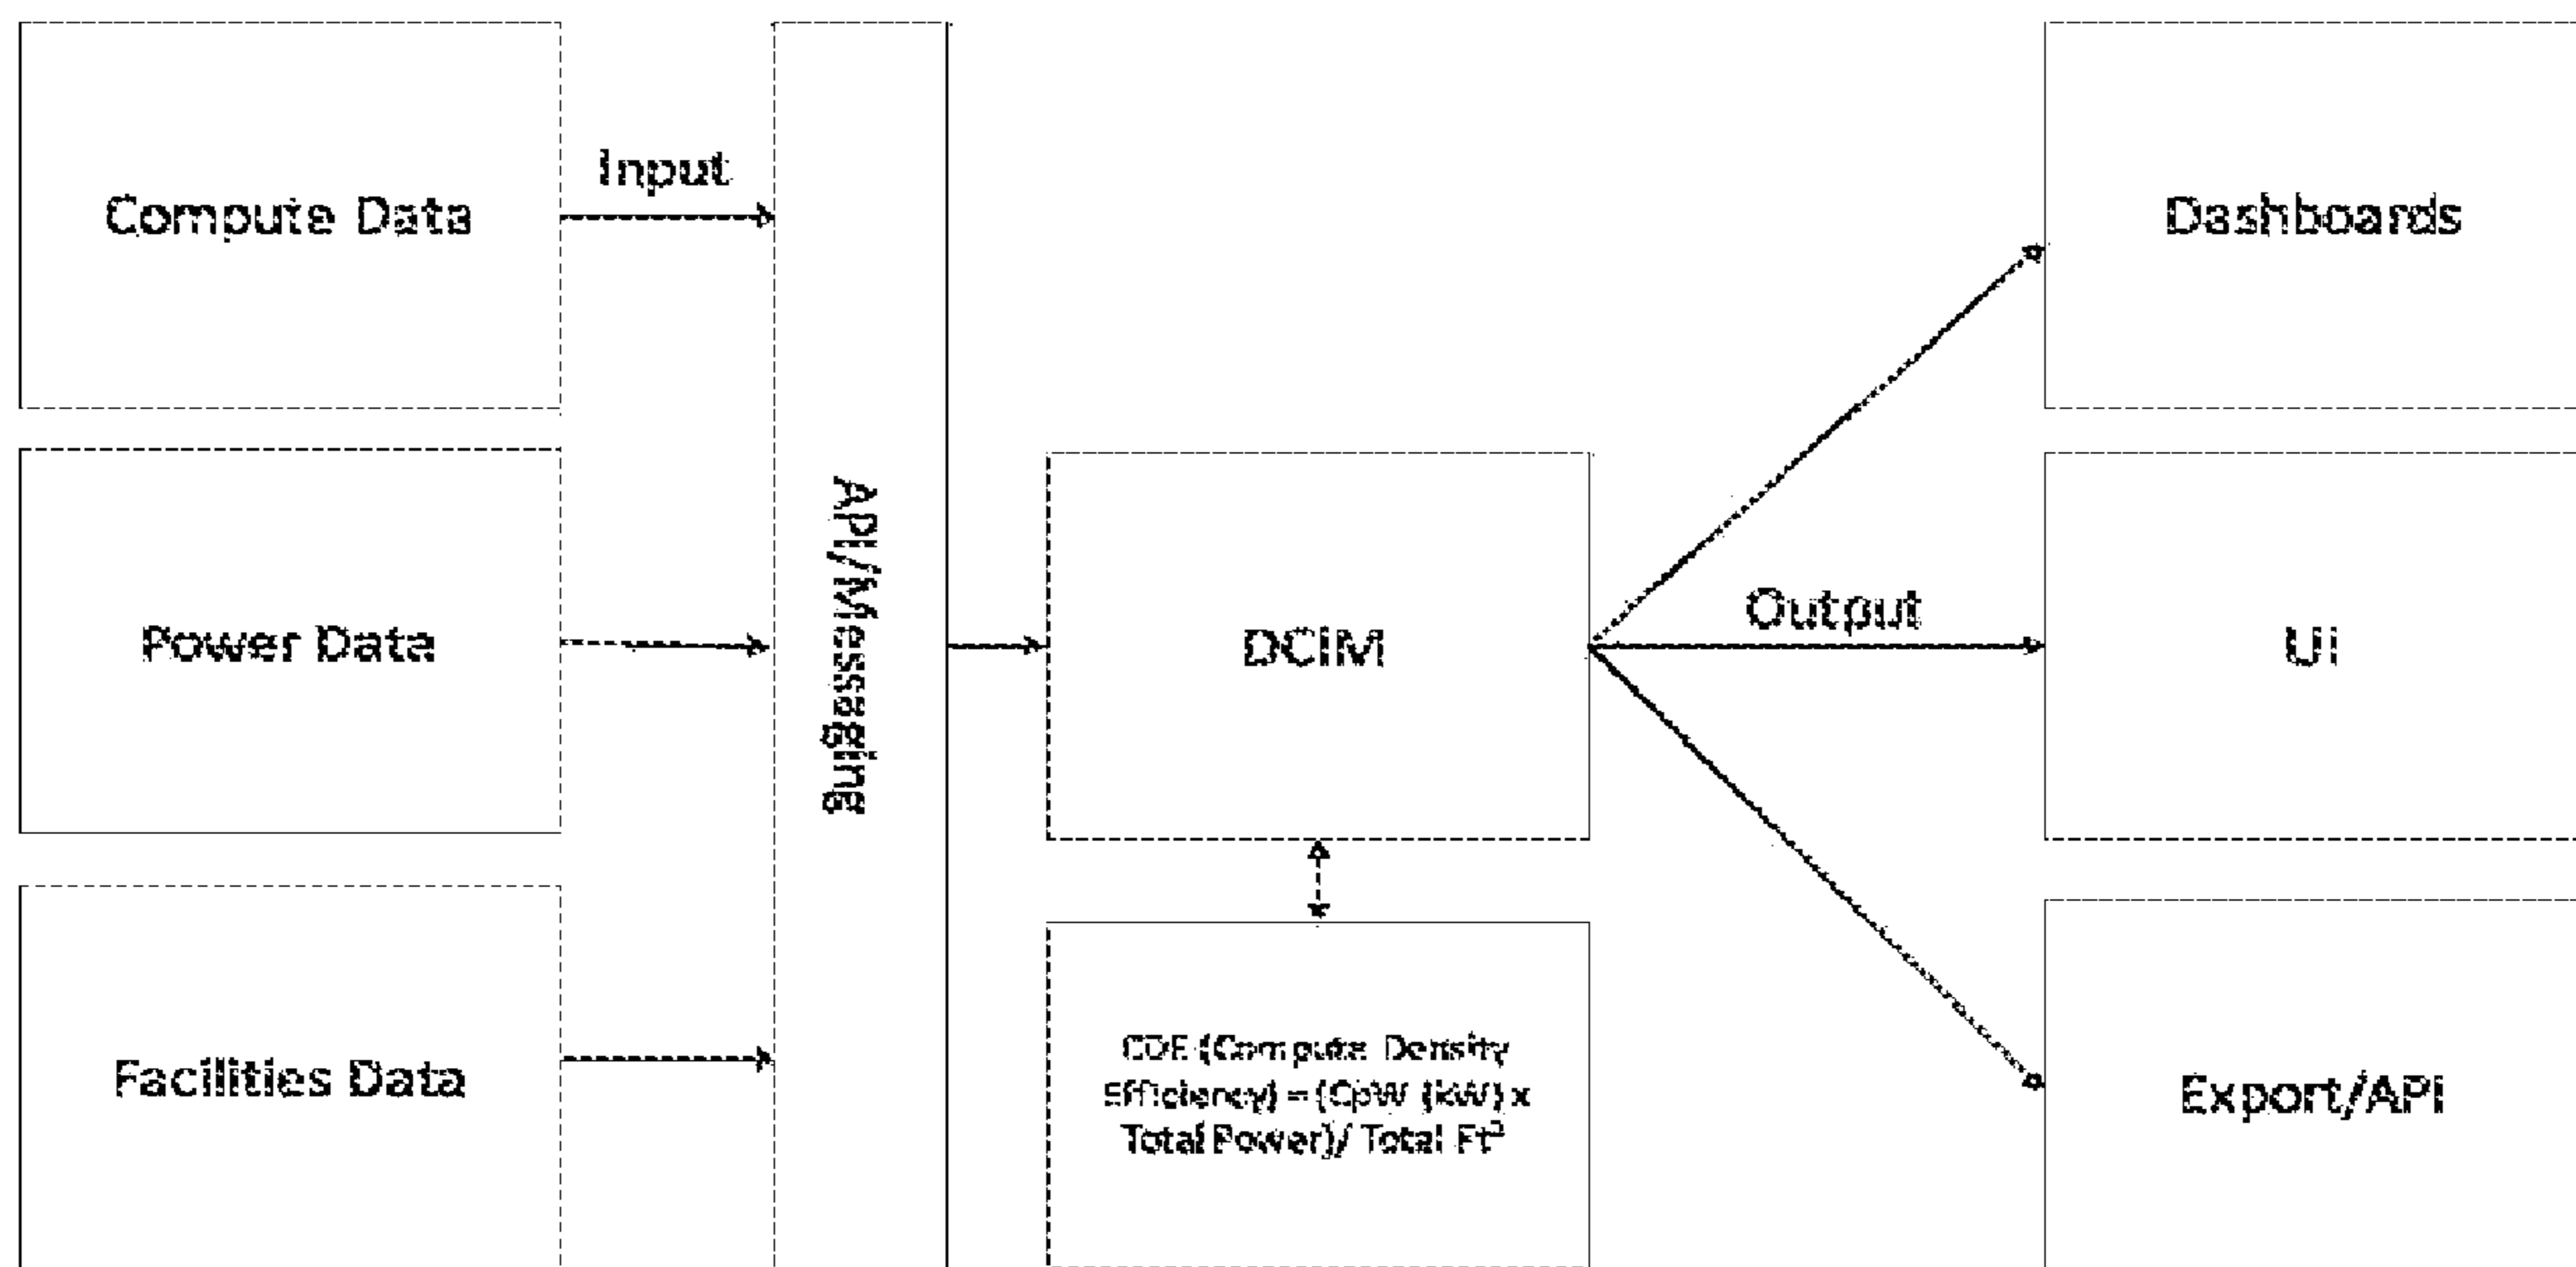 Compute Data
Input
Dashboards
Power Data
API/Messaging
DCIM
Output
UI
Facilities Data
CDE (Compute Density
Efficiency) = (CpW (kW) x
Total Power)/ Total Ft²
Export/API